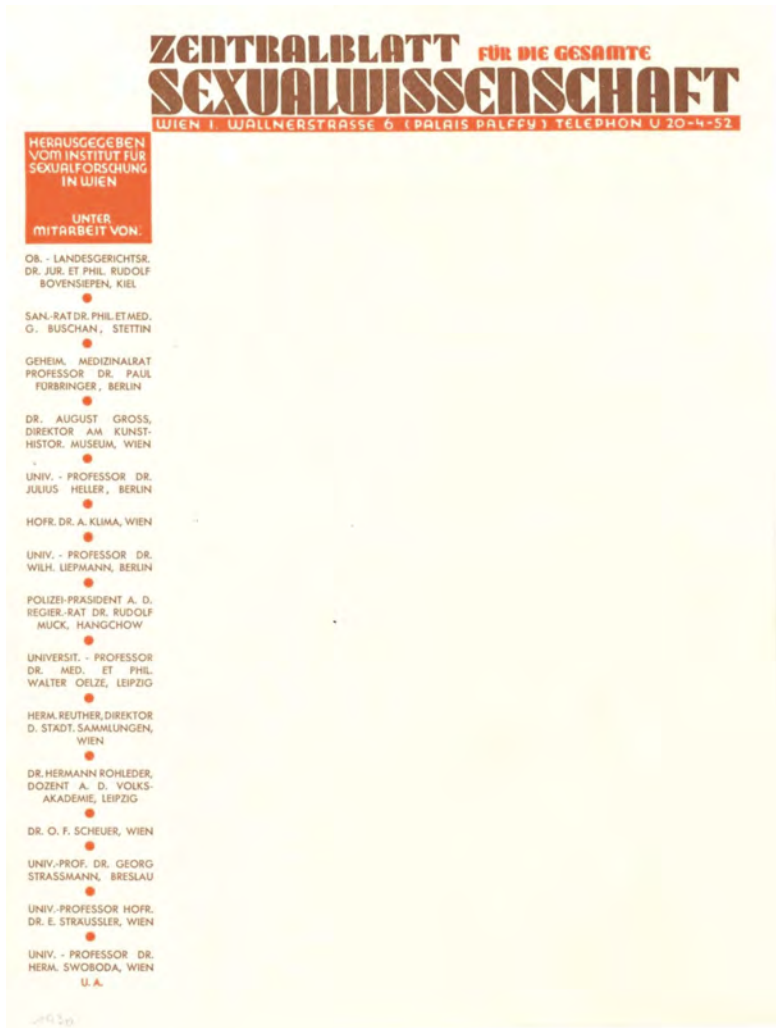 ZENTRALBLATT FÜR DIE GESAMTE
SEXUALWISSENSCHAFT
WIEN I. WALLNERSTRASSE 6 (PALAIS PALFFY) TELEPHON U 20-4-52
HERAUSGEGEBEN
VOM INSTITUT FÜR
SEXUALFORSCHUNG
IN WIEN
UNTER
MITARBEIT VON:
OB. - LANDESGERICHTSR.
DR. JUR. ET PHIL. RUDOLF
BOVENSIEPEN, KIEL
SAN.-RAT DR. PHIL. ET MED.
G. BUSCHAN, STETTIN
GEHEIM. MEDIZINALRAT
PROFESSOR DR. PAUL
FÜRBRINGER, BERLIN
DR. AUGUST GROSS,
DIREKTOR AM KUNST-
HISTOR. MUSEUM, WIEN
UNIV. - PROFESSOR DR.
JULIUS HELLER, BERLIN
HOFR. DR. A. KLIMA, WIEN
UNIV. - PROFESSOR DR.
WILH. LIEPMANN, BERLIN
POLIZEI-PRÄSIDENT A. D.
REGIER.-RAT DR. RUDOLF
MUCK, HANGCHOW
UNIVERSIT. - PROFESSOR
DR. MED. ET PHIL.
WALTER OELZE, LEIPZIG
HERM. REUTHER, DIREKTOR
D. STÄDT. SAMMLUNGEN,
WIEN
DR. HERMANN ROHLEDER,
DOZENT A. D. VOLKS-
AKADEMIE, LEIPZIG
DR. O. F. SCHEUER, WIEN
UNIV.-PROF. DR. GEORG
STRASSMANN, BRESLAU
UNIV.-PROFESSOR HOFR.
DR. E. STRÄUSSLER, WIEN
UNIV. - PROFESSOR DR.
HERM. SWOBODA, WIEN
U. A.